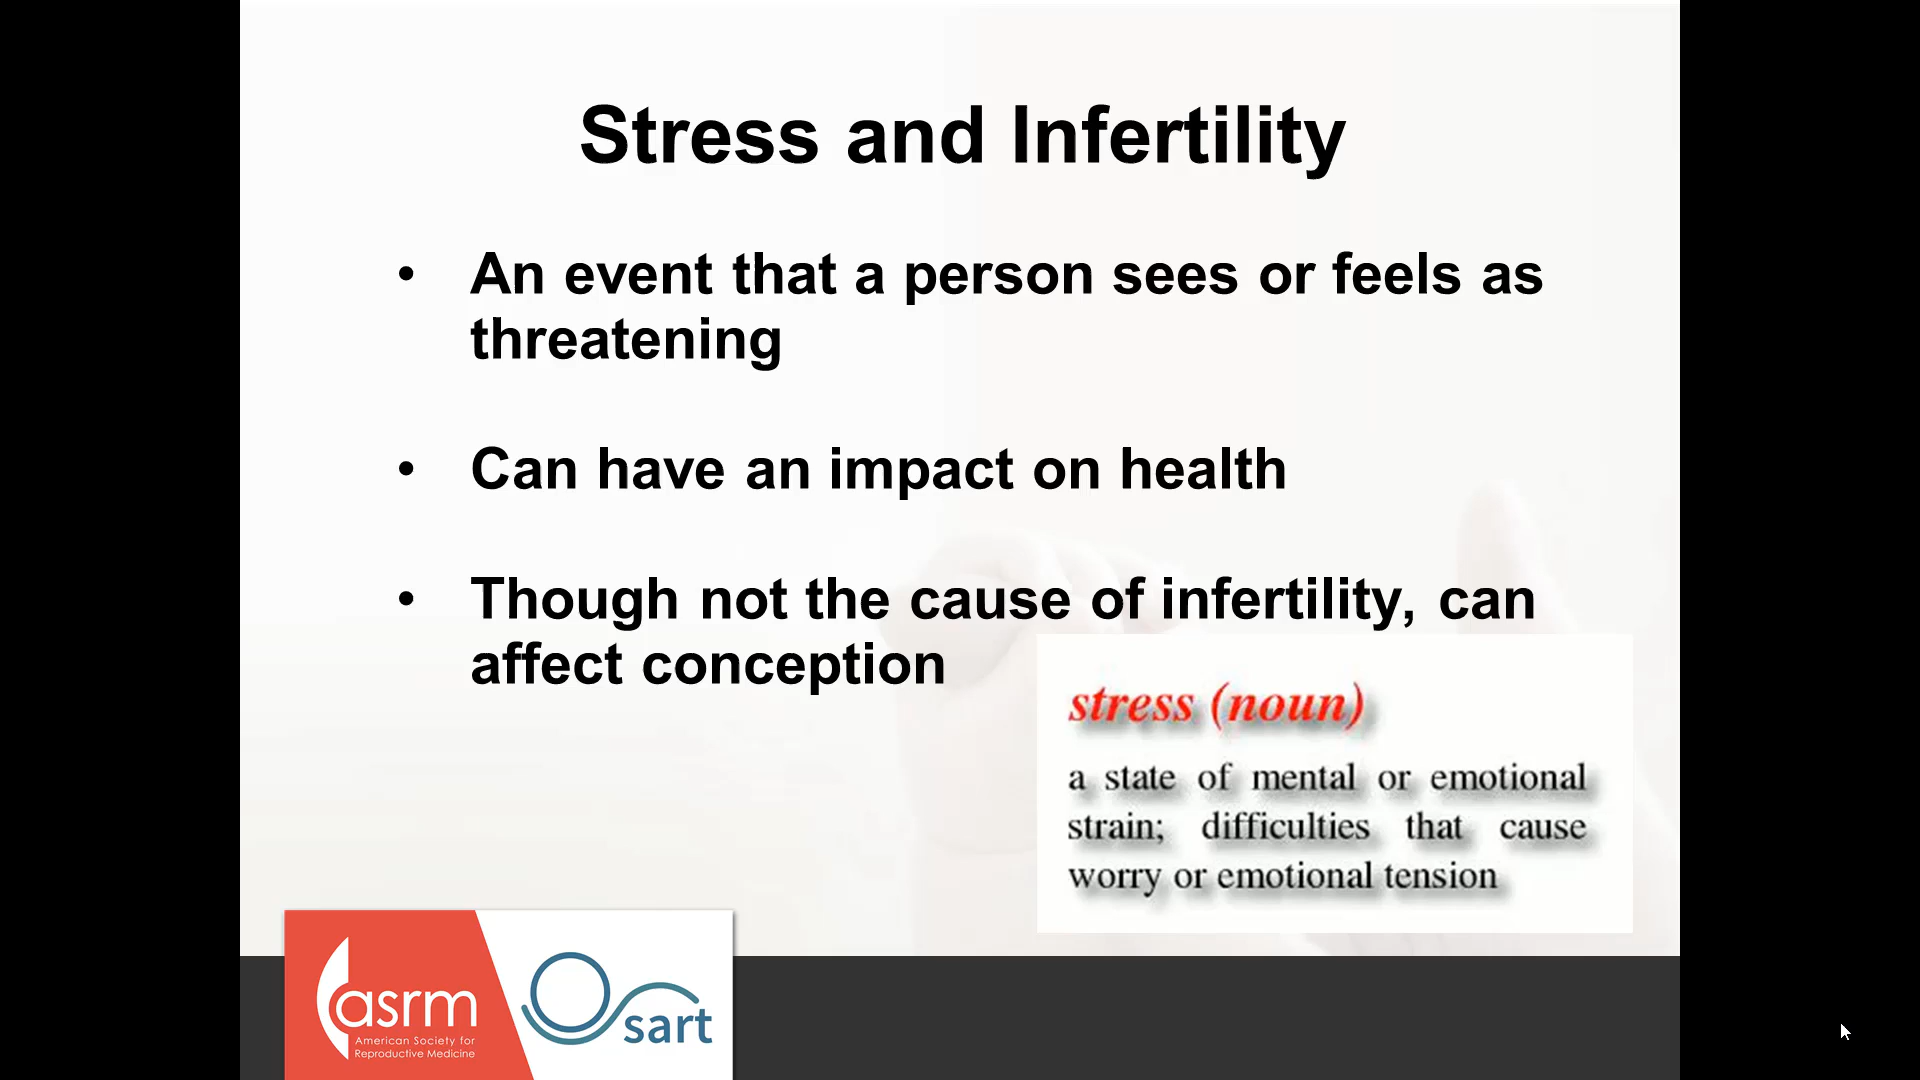 Stress and Infertility
• An event that a person sees or feels as
threatening
• Can have an impact on health
• Though not the cause of infertility, can
affect conception
stress (noun)
a state of mental or emotional
strain; difficulties that cause
worry or emotional tension
asrm
American Society for
Reproductive Medicine
sart